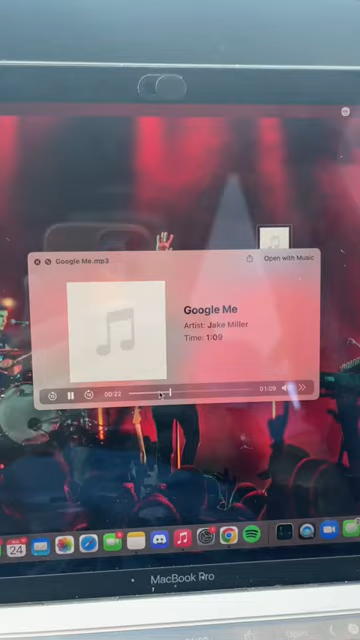 Google Me.mp3
Open with Music
Google Me
Artist: Jake Miller
Time: 1:09
00:22
01:09
24
MacBook Pro